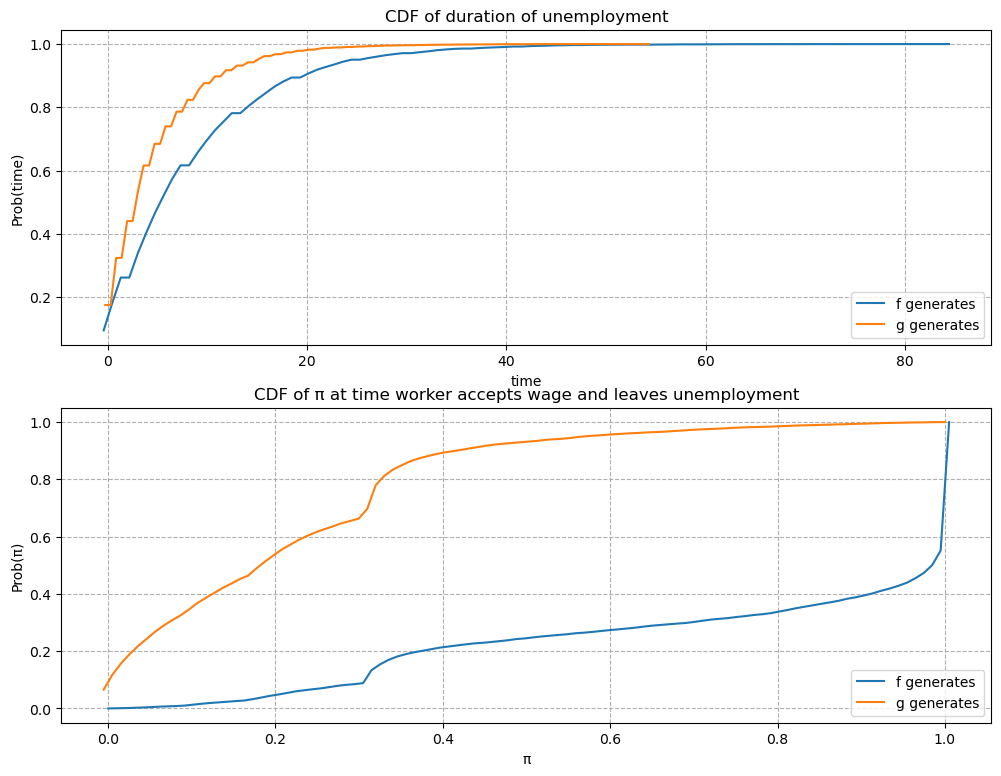 CDF of duration of unemployment
1.0
0.8
0.6
0.4
0.2
Prob(time)
f generates
g generates
0 20 40 60 80
time
CDF of π at time worker accepts wage and leaves unemployment
1.0
0.8
0.6
0.4
0.2
0.0
Prob(π)
f generates
g generates
0.0 0.2 0.4 0.6 0.8 1.0
π